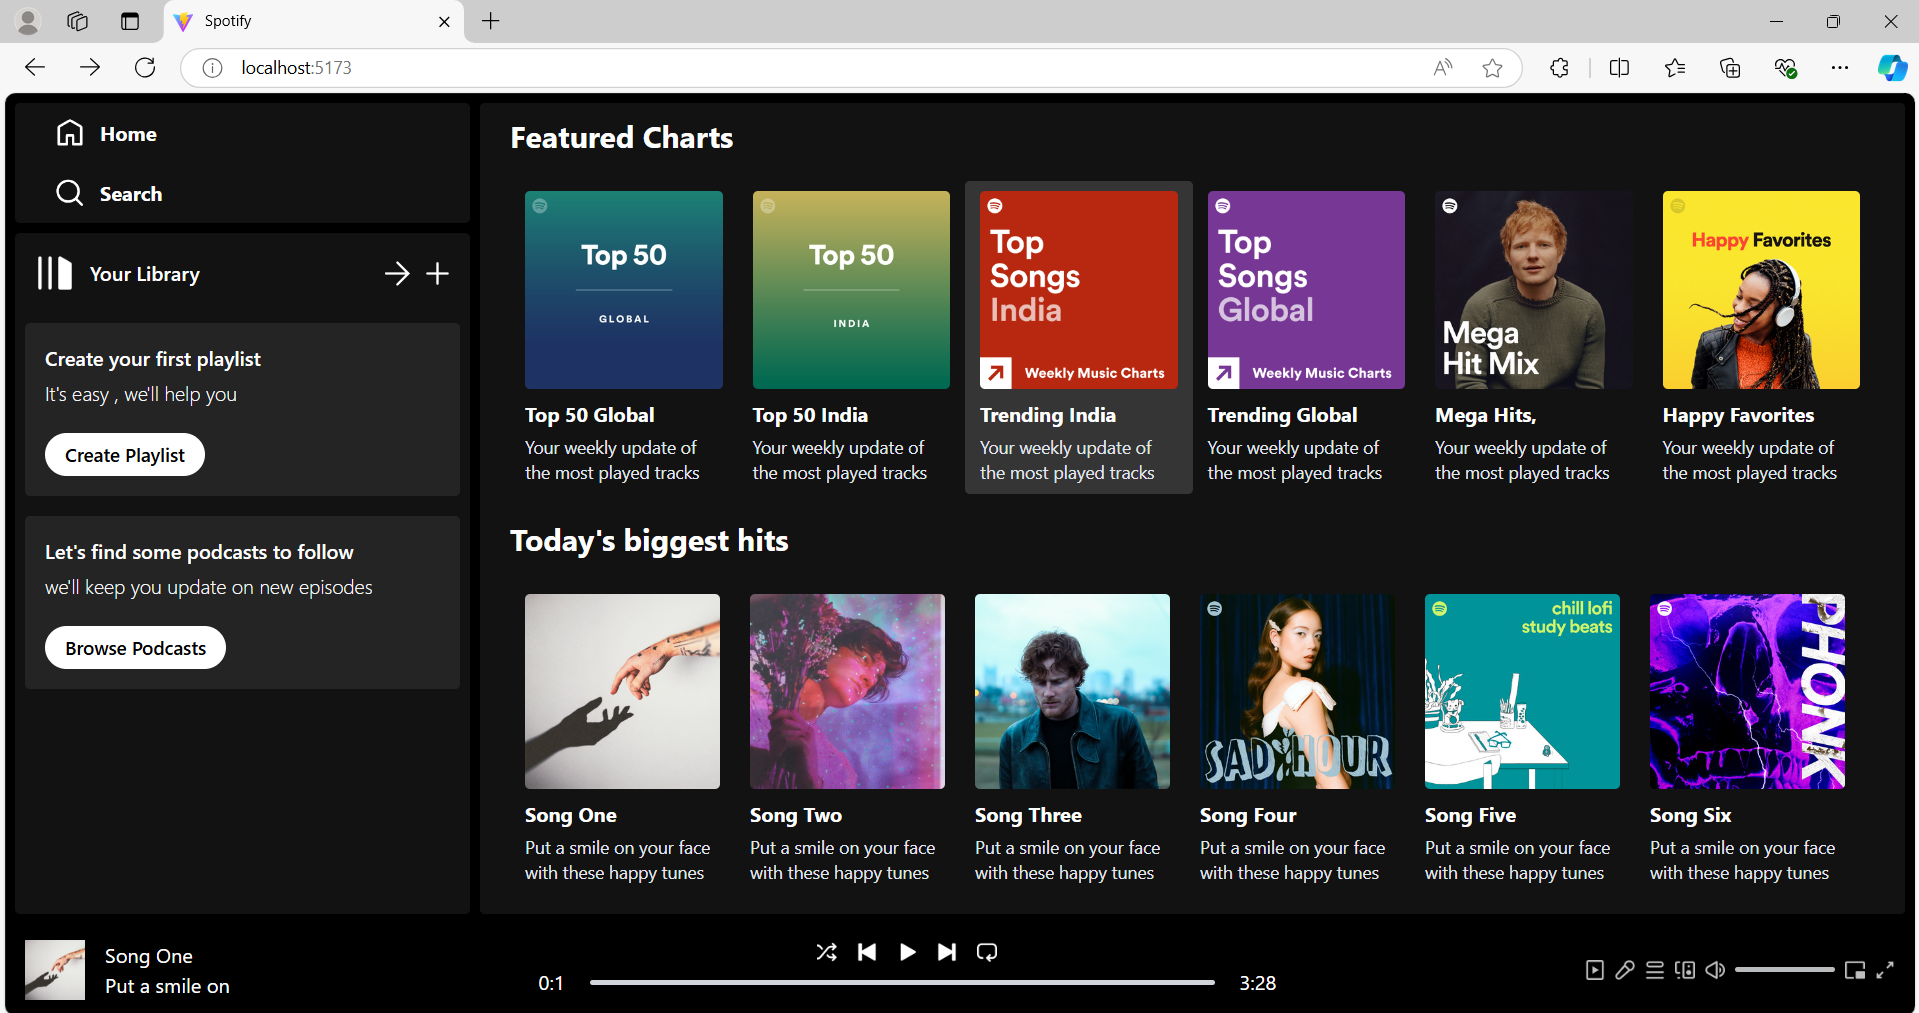 Spotify
localhost:5173
Home
Search
Your Library
Create your first playlist
It's easy , we'll help you
Create Playlist
Let's find some podcasts to follow
we'll keep you update on new episodes
Browse Podcasts
Featured Charts
Top 50
GLOBAL
Top 50 Global
Your weekly update of
the most played tracks
Top 50
INDIA
Top 50 India
Your weekly update of
the most played tracks
Top
Songs
India
Weekly Music Charts
Trending India
Your weekly update of
the most played tracks
Top
Songs
Global
Weekly Music Charts
Trending Global
Your weekly update of
the most played tracks
Mega
Hit Mix
Mega Hits,
Your weekly update of
the most played tracks
Happy Favorites
Happy Favorites
Your weekly update of
the most played tracks
Today's biggest hits
Song One
Put a smile on your face
with these happy tunes
Song Two
Put a smile on your face
with these happy tunes
Song Three
Put a smile on your face
with these happy tunes
SAD HOUR
Song Four
Put a smile on your face
with these happy tunes
chill lofi
study beats
Song Five
Put a smile on your face
with these happy tunes
PHONK
Song Six
Put a smile on your face
with these happy tunes
Song One
Put a smile on
0:1
3:28